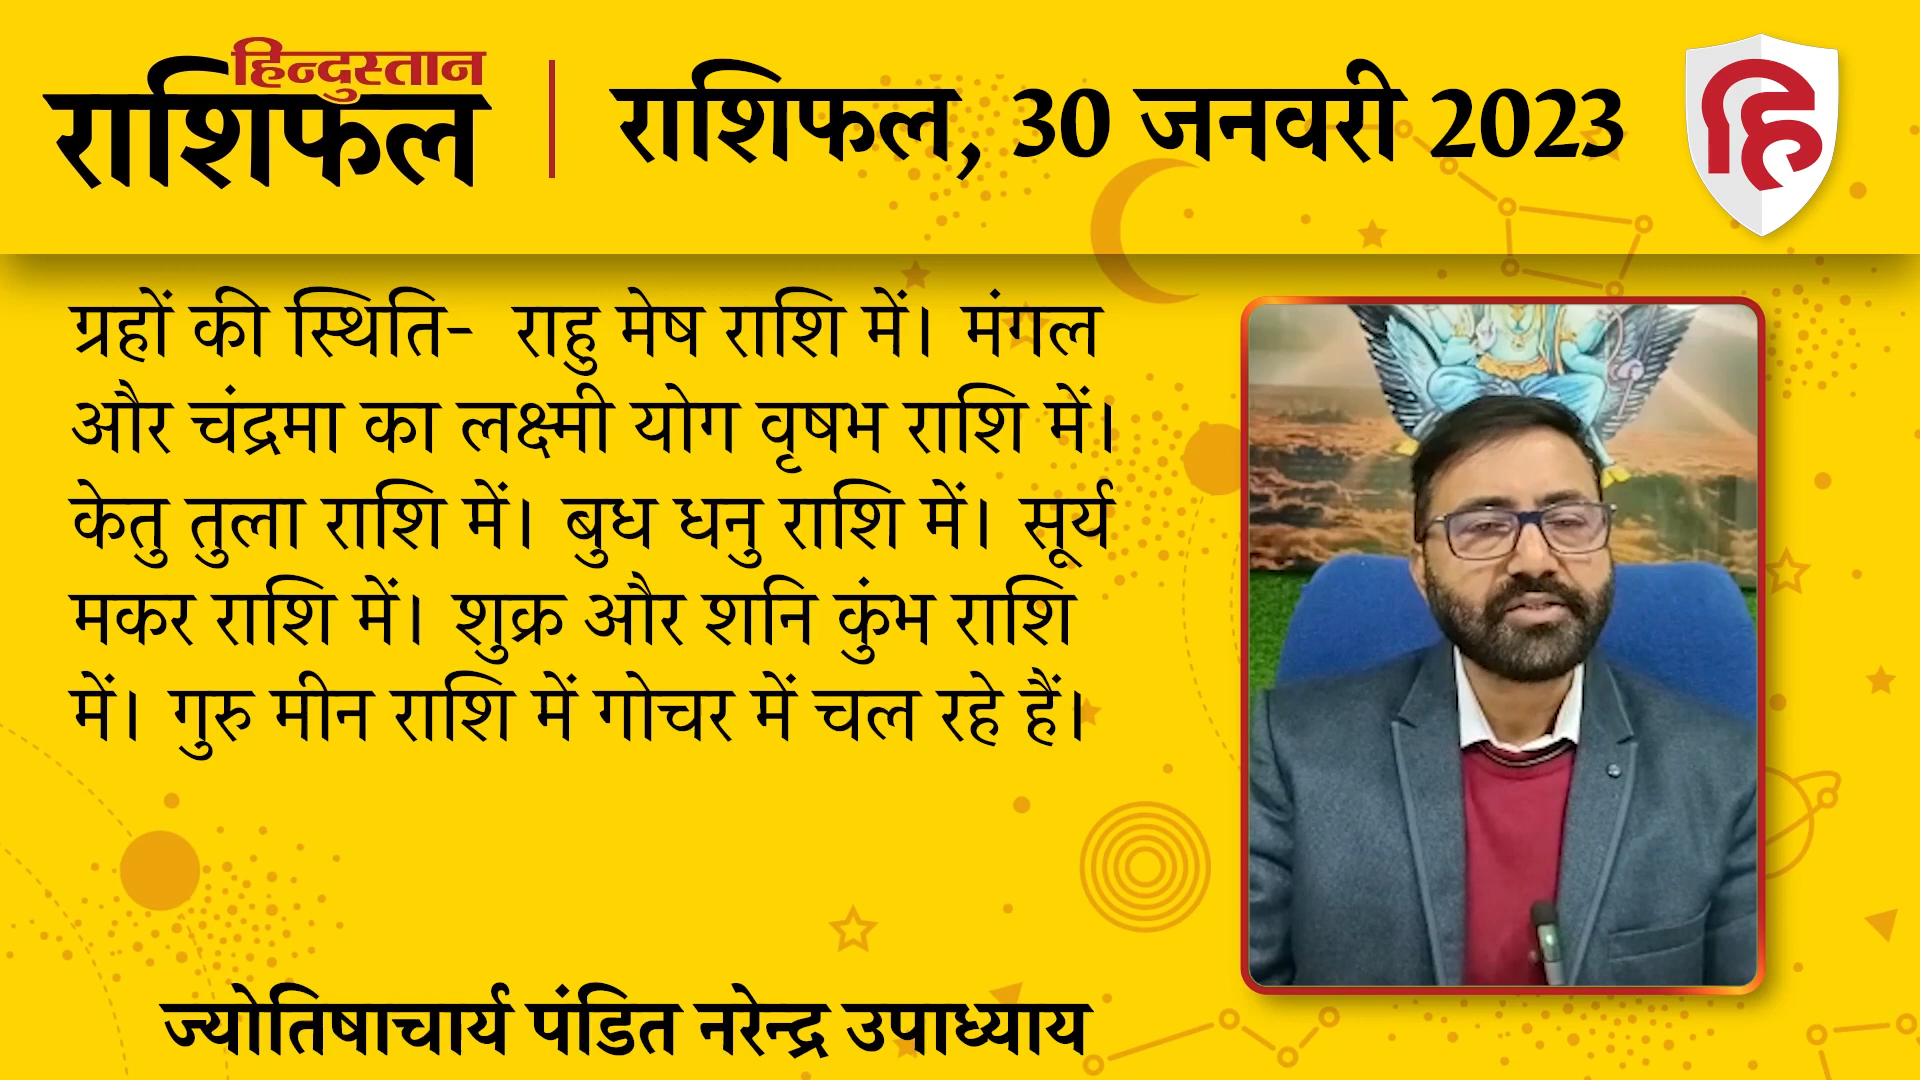 हिन्दुस्तान
राशिफल
राशिफल, 30 जनवरी 2023
हि
ग्रहों की स्थिति- राहु मेष राशि में। मंगल
और चंद्रमा का लक्ष्मी योग वृषभ राशि में।
केतु तुला राशि में। बुध धनु राशि में। सूर्य
मकर राशि में। शुक्र और शनि कुंभ राशि
में। गुरु मीन राशि में गोचर में चल रहे हैं।
ज्योतिषाचार्य पंडित नरेन्द्र उपाध्याय